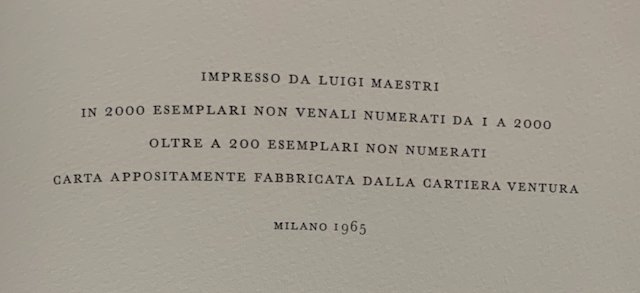 IMPRESSO DA LUIGI MAESTRI
IN 2000 ESEMPLARI NON VENALI NUMERATI DA 1 A 2000
OLTRE A 200 ESEMPLARI NON NUMERATI
CARTA APPOSITAMENTE FABBRICATA DALLA CARTIERA VENTURA
MILANO 1965